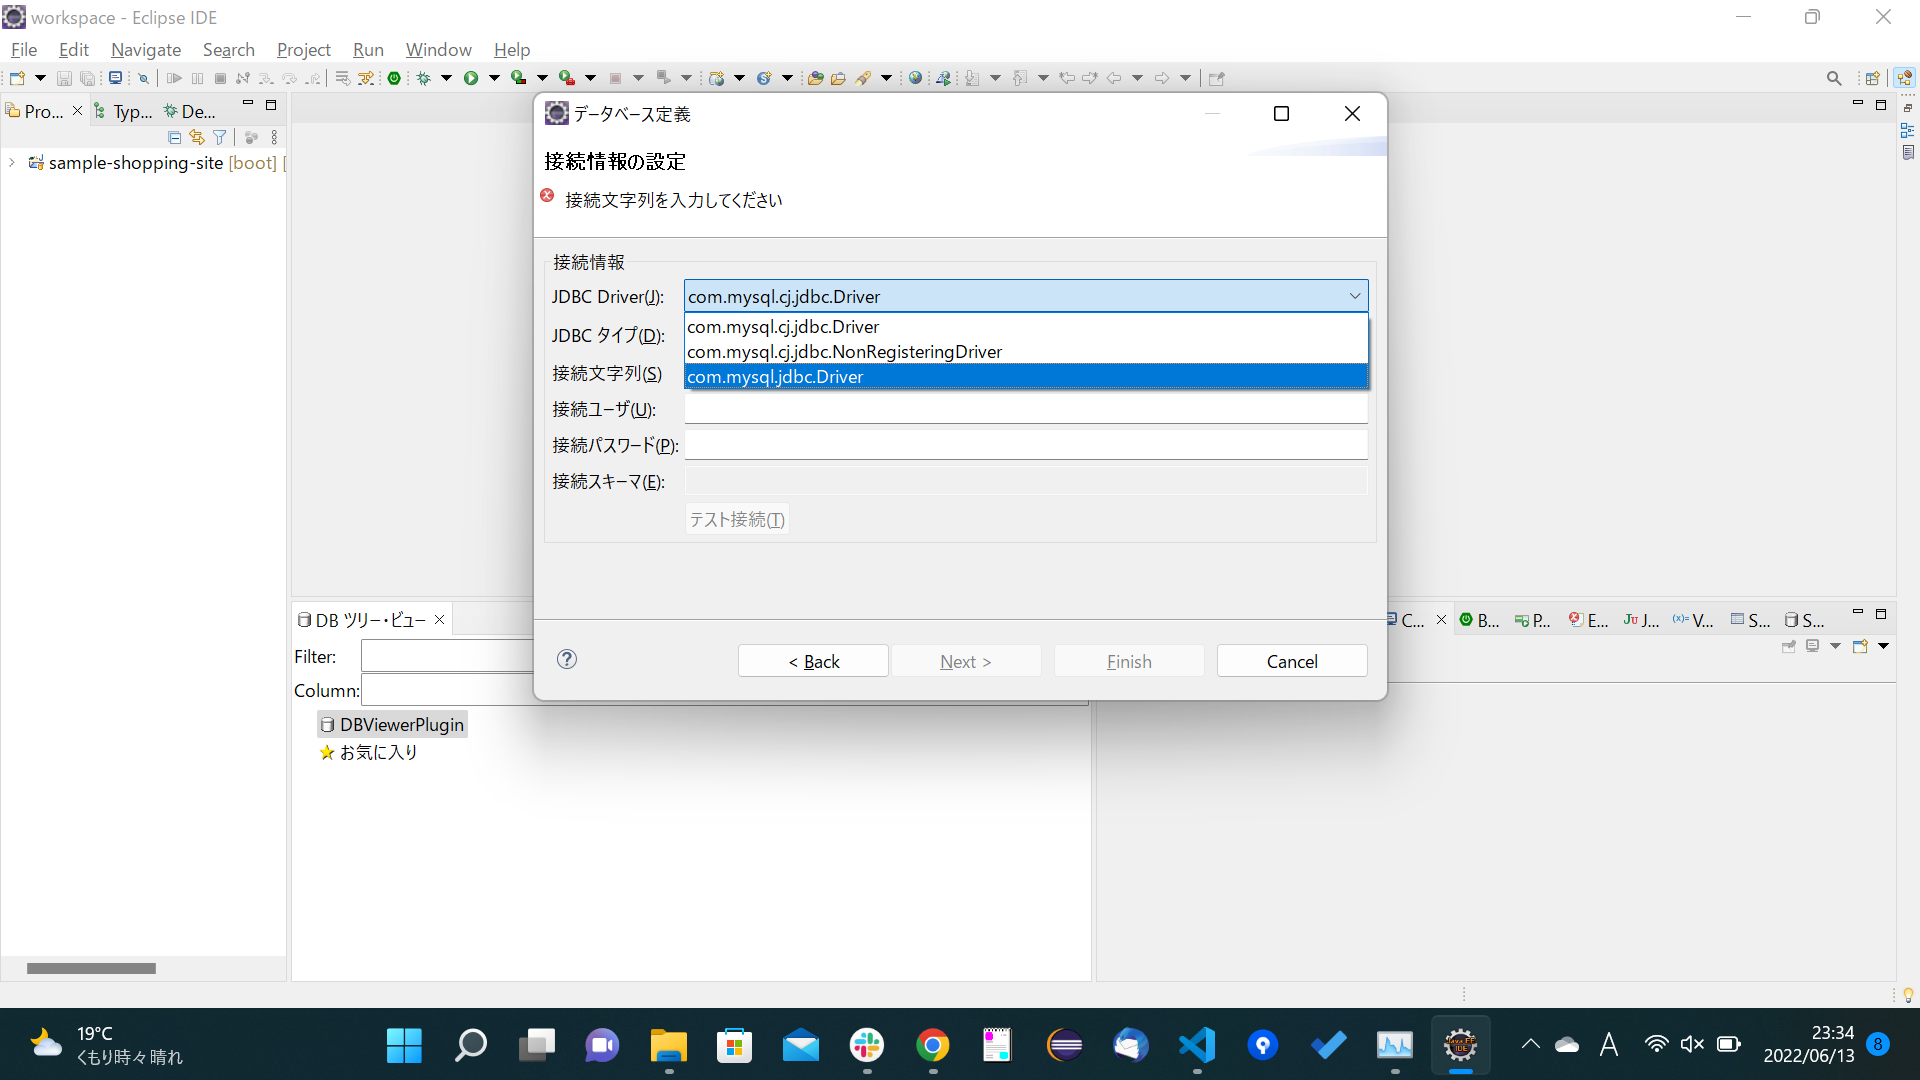 workspace - Eclipse IDE
File Edit Navigate Search Project Run Window Help
Pro... Typ... De...
sample-shopping-site [boot] [
データベース定義
接続情報の設定
接続文字列を入力してください
接続情報
JDBC Driver(J): com.mysql.cj.jdbc.Driver
com.mysql.cj.jdbc.Driver
JDBC タイプ(D):
com.mysql.cj.jdbc.NonRegisteringDriver
接続文字列(S)
com.mysql.jdbc.Driver
接続ユーザ(U):
接続パスワード(P):
接続スキーマ(E):
テスト接続(T)
< Back Next > Finish Cancel
DB ツリー・ビュー
C... B... P... E... J... V... S... S...
Filter:
Column:
DBViewerPlugin
お気に入り
19°C
くもり時々晴れ
A
23:34
2022/06/13
8